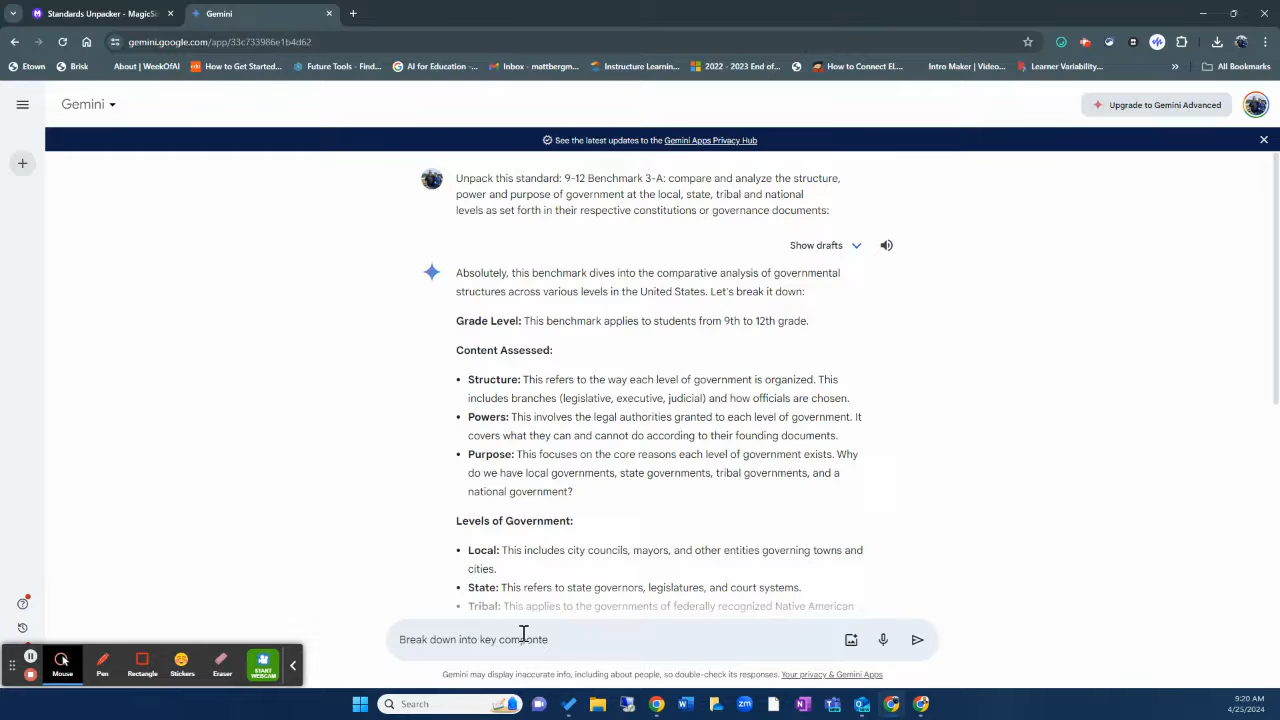 Standards Unpacker - MagicSc
Gemini
gemini.google.com/app/33c733986e1b4d62
Etown
Brisk
About | WeekOfAI
How to Get Started...
Future Tools - Find...
AI for Education -...
Inbox - mattbergm...
Instructure Learnin...
2022 - 2023 End of...
How to Connect El...
Intro Maker | Video...
Learner Variability...
All Bookmarks
Gemini
Upgrade to Gemini Advanced
See the latest updates to the Gemini Apps Privacy Hub
Unpack this standard: 9-12 Benchmark 3-A: compare and analyze the structure,
power and purpose of government at the local, state, tribal and national
levels as set forth in their respective constitutions or governance documents:
Show drafts
Absolutely, this benchmark dives into the comparative analysis of governmental
structures across various levels in the United States. Let's break it down:
Grade Level: This benchmark applies to students from 9th to 12th grade.
Content Assessed:
• Structure: This refers to the way each level of government is organized. This
includes branches (legislative, executive, judicial) and how officials are chosen.
• Powers: This involves the legal authorities granted to each level of government. It
covers what they can and cannot do according to their founding documents.
• Purpose: This focuses on the core reasons each level of government exists. Why
do we have local governments, state governments, tribal governments, and a
national government?
Levels of Government:
• Local: This includes city councils, mayors, and other entities governing towns and
cities.
• State: This refers to state governors, legislatures, and court systems.
• Tribal: This applies to the governments of federally recognized Native American
Break down into key componte
Gemini may display inaccurate info, including about people, so double-check its responses. Your privacy & Gemini Apps
Mouse
Pen
Rectangle
Stickers
Eraser
START
WEBCAM
Search
9:20 AM
4/25/2024